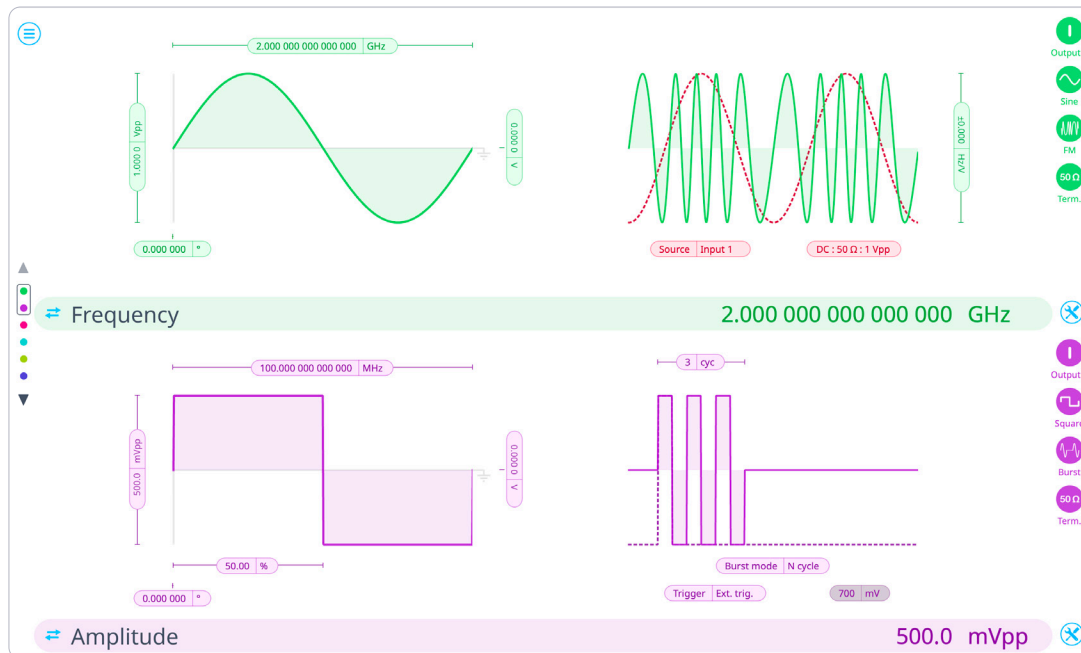 2.000 000 000 000 000 GHz
Output
1.000 0 Vpp
0.000 0 V
±0.000 Hz/V
Sine
FM
50 Ω
Term.
0.000 000 °
Source Input 1
DC : 50 Ω : 1 Vpp
Frequency 2.000 000 000 000 000 GHz
100.000 000 000 000 MHz
3 cyc
Output
500.0 mVpp
0.000 0 V
Square
Burst
50 Ω
Term.
50.00 %
Burst mode N cycle
0.000 000 °
Trigger Ext. trig.
700 mV
Amplitude 500.0 mVpp